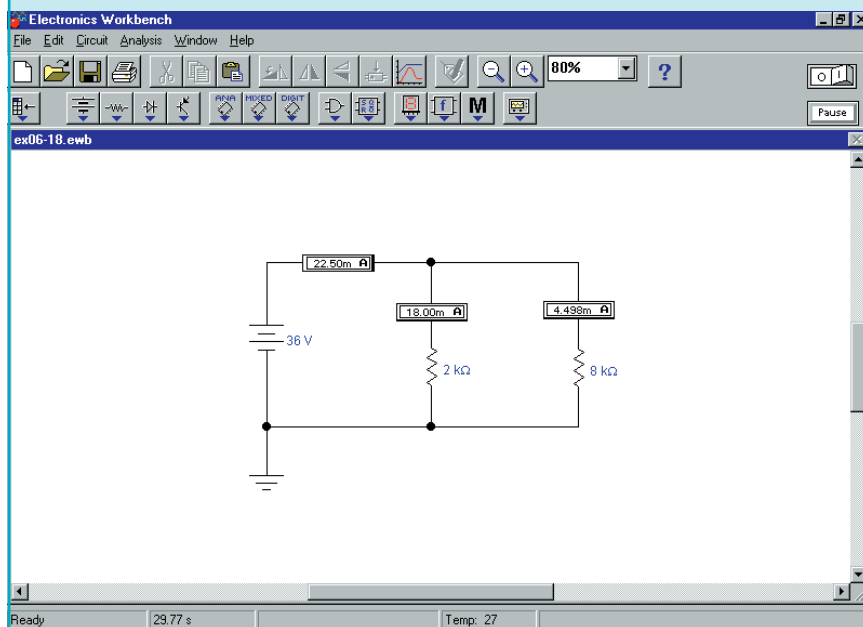 Electronics Workbench
File Edit Circuit Analysis Window Help
80% ? O I
ANA MIXED DIGIT M Pause
ex06-18.ewb
22.50m A
18.00m A 4.498m A
36 V
2 kΩ 8 kΩ
Ready 29.77 s Temp: 27